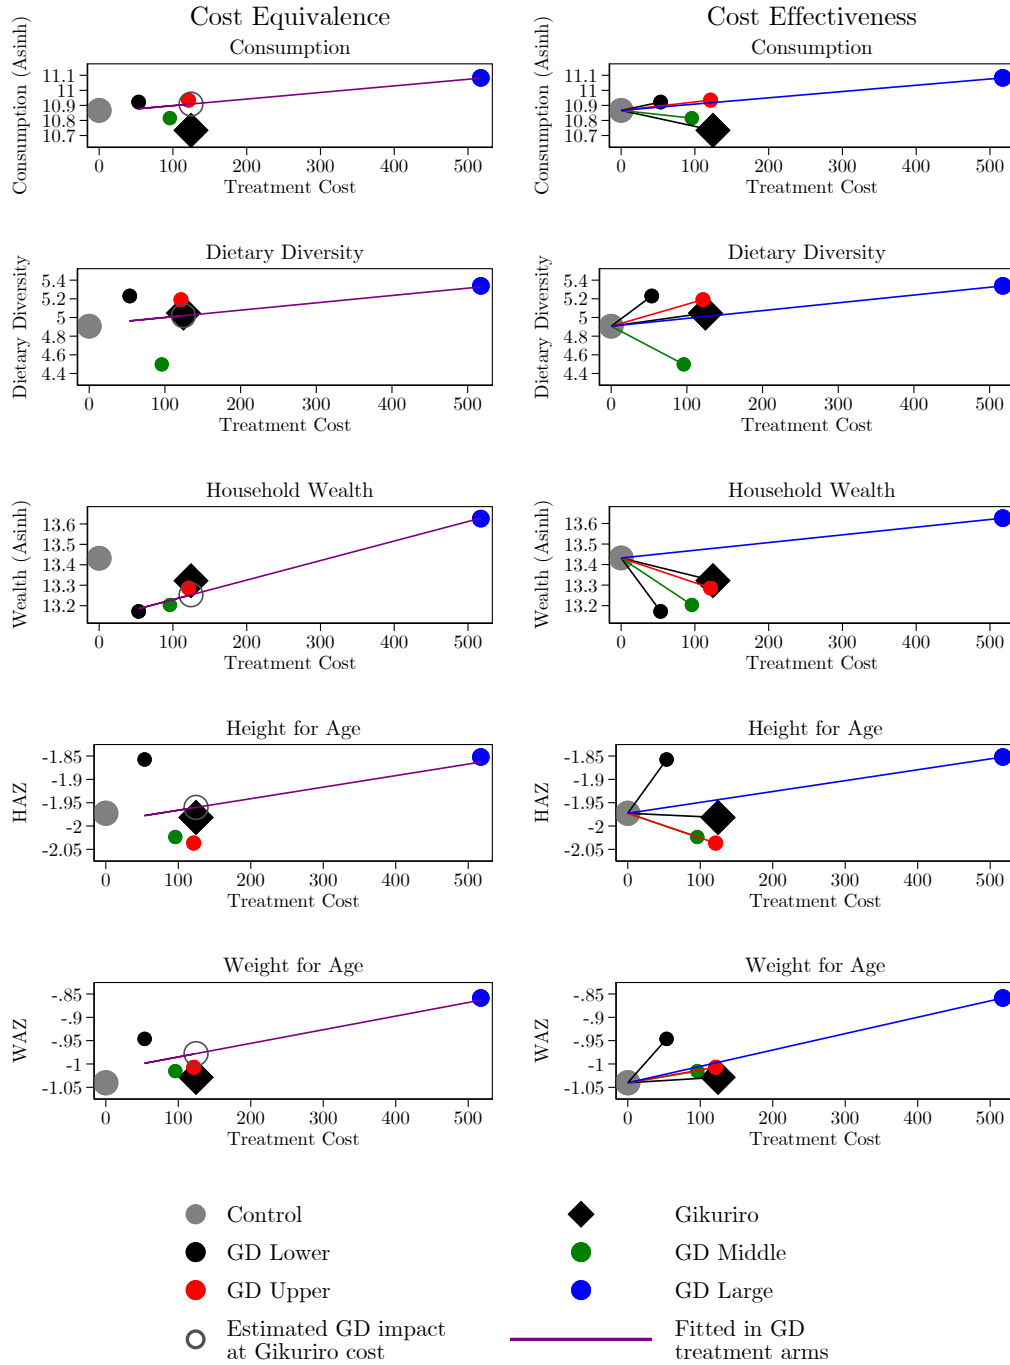 Cost Equivalence
Consumption
Consumption (Asinh)
11.1
11
10.9
10.8
10.7
0 100 200 300 400 500
Treatment Cost
Cost Effectiveness
Consumption
Consumption (Asinh)
11.1
11
10.9
10.8
10.7
0 100 200 300 400 500
Treatment Cost
Dietary Diversity
Dietary Diversity
5.4
5.2
5
4.8
4.6
4.4
0 100 200 300 400 500
Treatment Cost
Dietary Diversity
Dietary Diversity
5.4
5.2
5
4.8
4.6
4.4
0 100 200 300 400 500
Treatment Cost
Household Wealth
Wealth (Asinh)
13.6
13.5
13.4
13.3
13.2
0 100 200 300 400 500
Treatment Cost
Household Wealth
Wealth (Asinh)
13.6
13.5
13.4
13.3
13.2
0 100 200 300 400 500
Treatment Cost
Height for Age
HAZ
-1.85
-1.9
-1.95
-2
-2.05
0 100 200 300 400 500
Treatment Cost
Height for Age
HAZ
-1.85
-1.9
-1.95
-2
-2.05
0 100 200 300 400 500
Treatment Cost
Weight for Age
WAZ
-.85
-.9
-.95
-1
-1.05
0 100 200 300 400 500
Treatment Cost
Weight for Age
WAZ
-.85
-.9
-.95
-1
-1.05
0 100 200 300 400 500
Treatment Cost
Control
Gikuriro
GD Lower
GD Middle
GD Upper
GD Large
Estimated GD impact
at Gikuriro cost
Fitted in GD
treatment arms